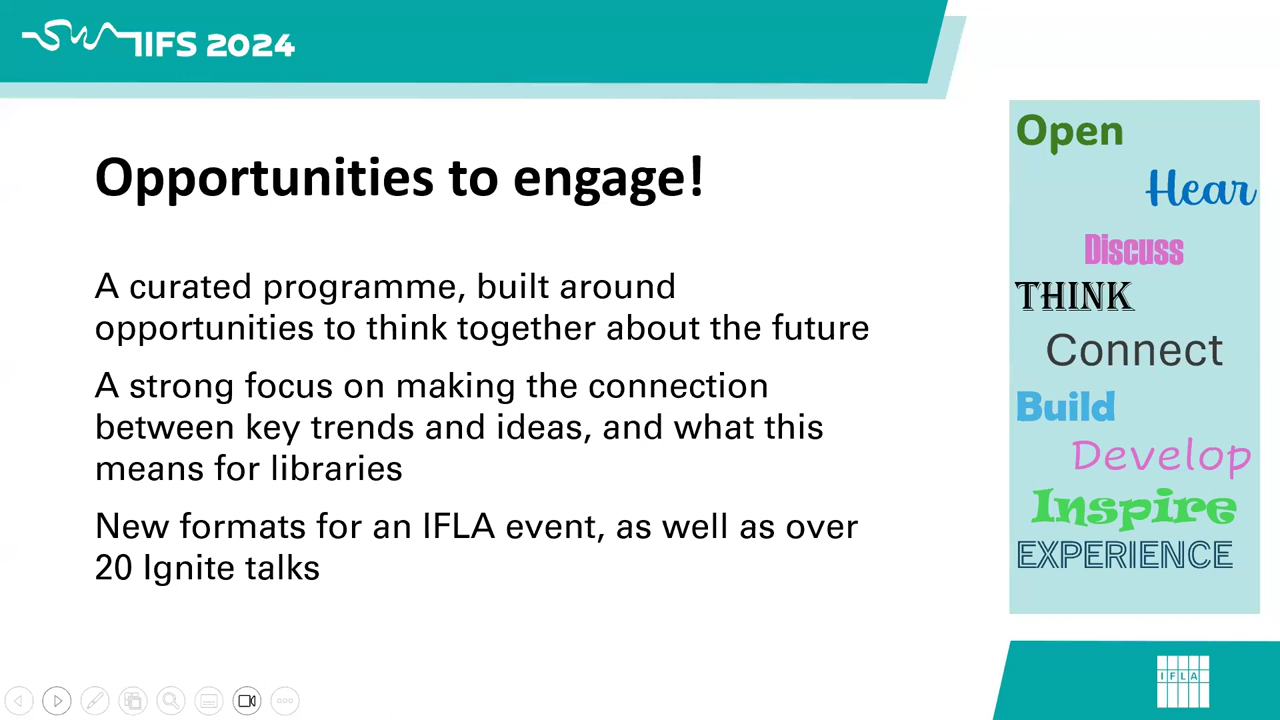 IIFS 2024
Opportunities to engage!
A curated programme, built around
opportunities to think together about the future
A strong focus on making the connection
between key trends and ideas, and what this
means for libraries
New formats for an IFLA event, as well as over
20 Ignite talks
Open
Hear
Discuss
THINK
Connect
Build
Develop
Inspire
EXPERIENCE
IFLA